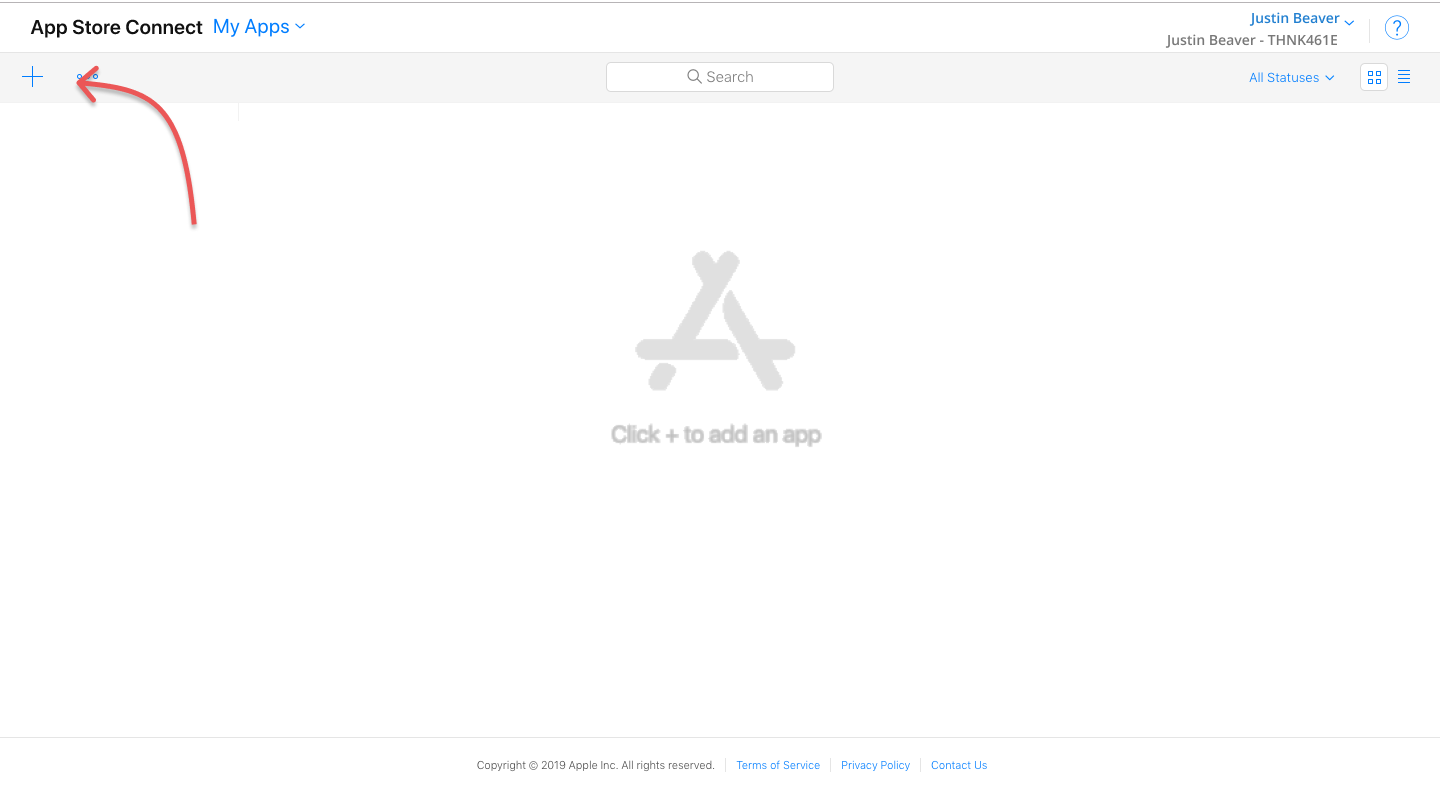 App Store Connect My Apps
Justin Beaver
Justin Beaver - THNK461E
?
Search
All Statuses
Click + to add an app
Copyright © 2019 Apple Inc. All rights reserved. Terms of Service Privacy Policy Contact Us